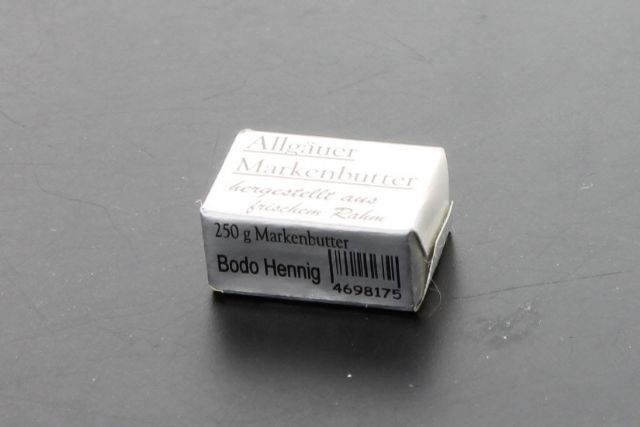 Allgäuer
Markenbutter
hergestellt aus
frischem Rahm
250 g Markenbutter
Bodo Hennig
4698175